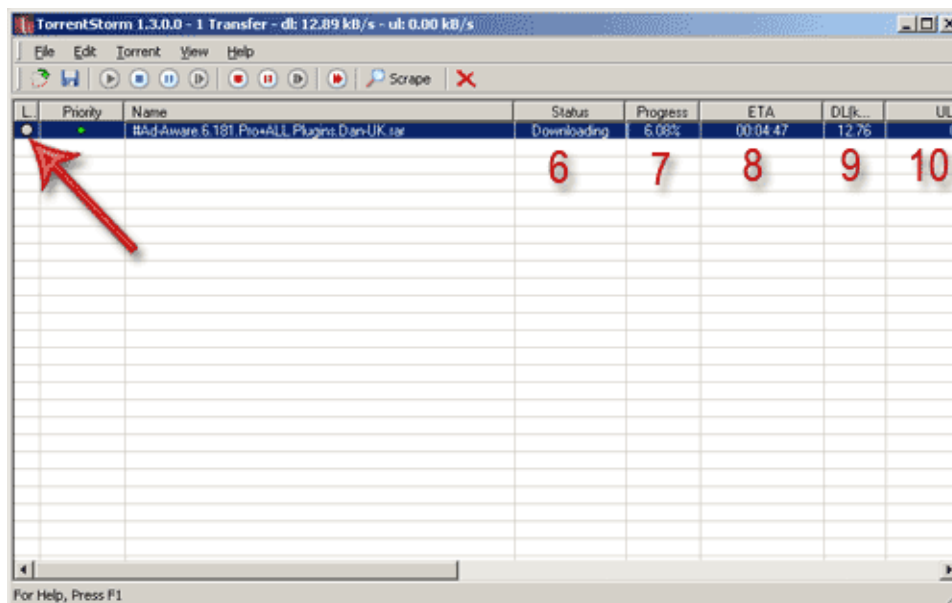 TorrentStorm 1.3.0.0 - 1 Transfer - dl: 12.89 kB/s - ul: 0.00 kB/s
File Edit Torrent View Help
Scrape
L. Priority Name Status Progress ETA DL(k... UL
#Ad-Aware.6.181.Pro+ALL.Plugins.Dan-UK.rar Downloading 6.08% 00:04:47 12.76
6 7 8 9 10
For Help, Press F1